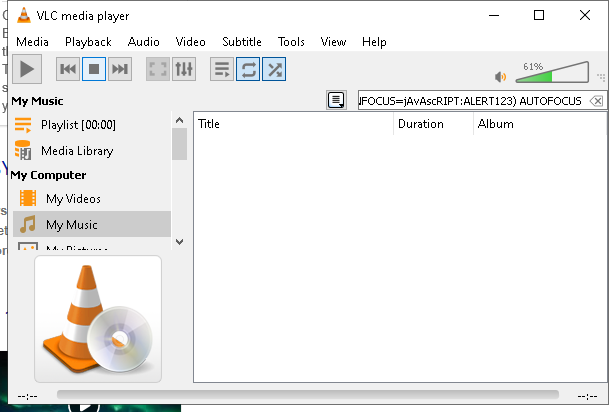 VLC media player
Media Playback Audio Video Subtitle Tools View Help
61%
My Music
FOCUS=jAvAscRIPT:ALERT123) AUTOFOCUS
Playlist [00:00]
Title Duration Album
Media Library
My Computer
My Videos
My Music
My Pictures
--:-- --:--